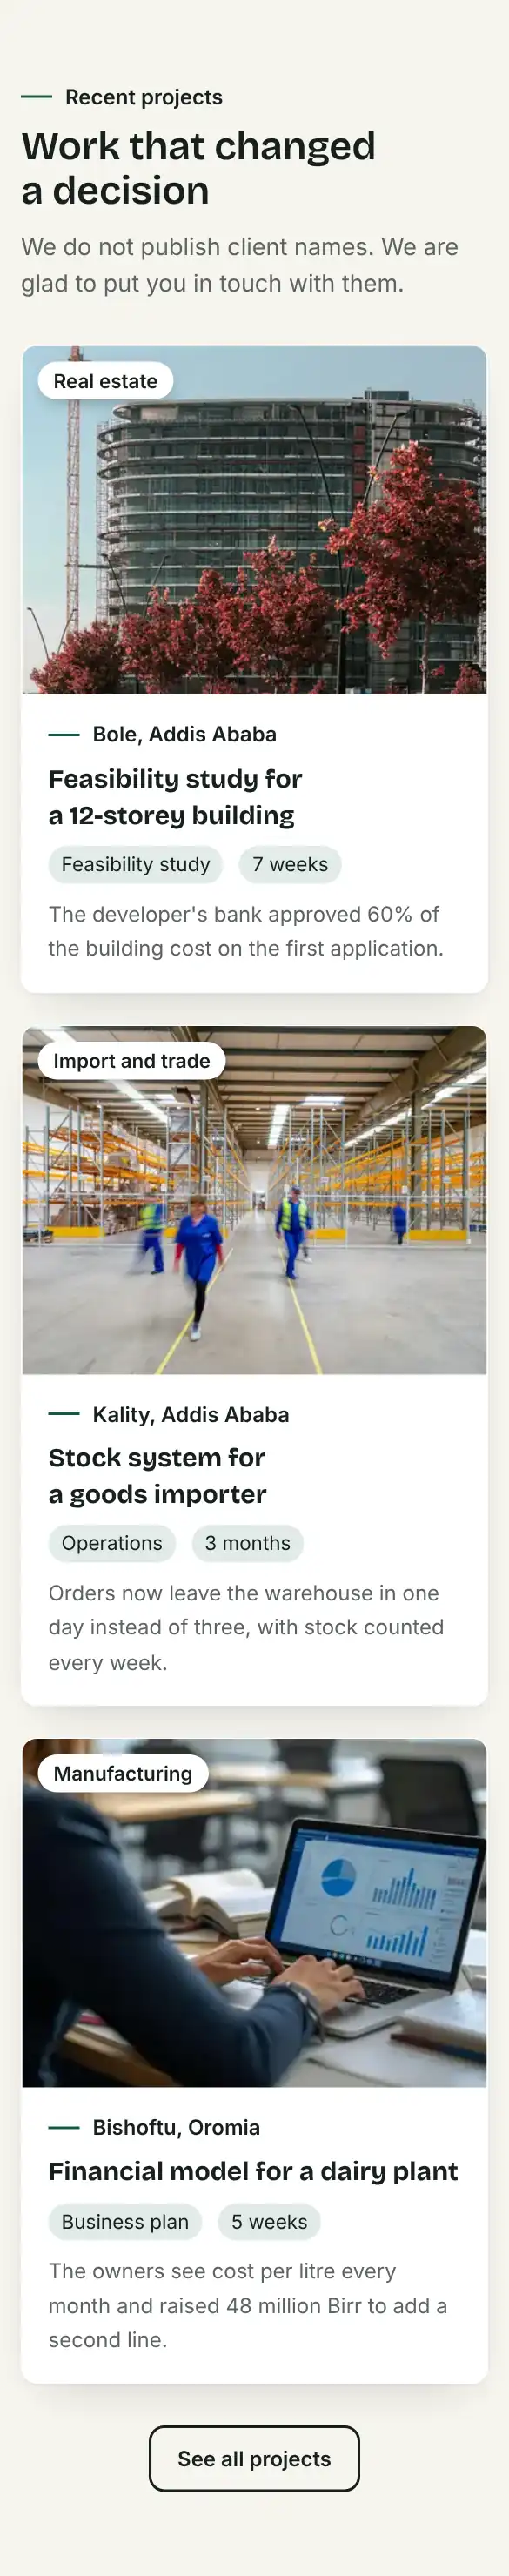 Recent projects
Work that changed
a decision
We do not publish client names. We are
glad to put you in touch with them.
Real estate
Bole, Addis Ababa
Feasibility study for
a 12-storey building
Feasibility study
7 weeks
The developer's bank approved 60% of
the building cost on the first application.
Import and trade
Kality, Addis Ababa
Stock system for
a goods importer
Operations
3 months
Orders now leave the warehouse in one
day instead of three, with stock counted
every week.
Manufacturing
Bishoftu, Oromia
Financial model for a dairy plant
Business plan
5 weeks
The owners see cost per litre every
month and raised 48 million Birr to add a
second line.
See all projects